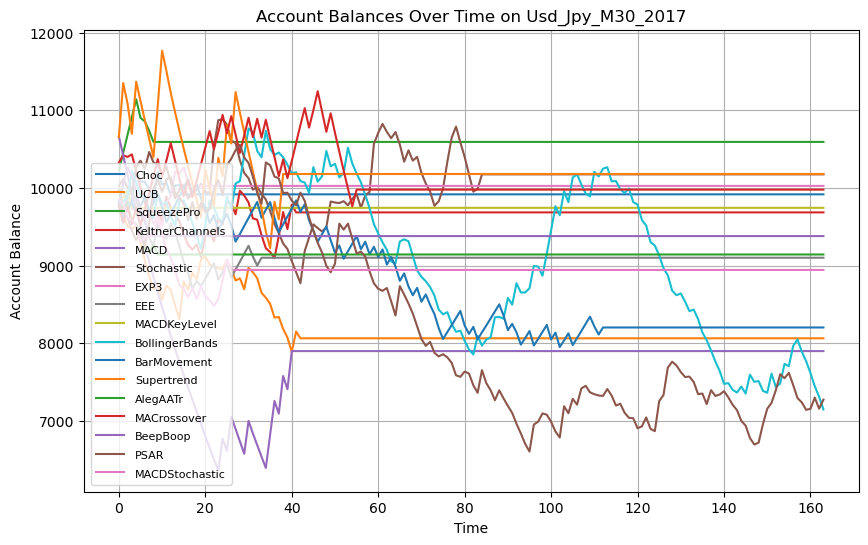 Account Balances Over Time on Usd_Jpy_M30_2017
12000
11000
10000
9000
8000
7000
Account Balance
Choc
UCB
SqueezePro
KeltnerChannels
MACD
Stochastic
EXP3
EEE
MACDKeyLevel
BollingerBands
BarMovement
Supertrend
AlegAATr
MACrossover
BeepBoop
PSAR
MACDStochastic
0 20 40 60 80 100 120 140 160
Time